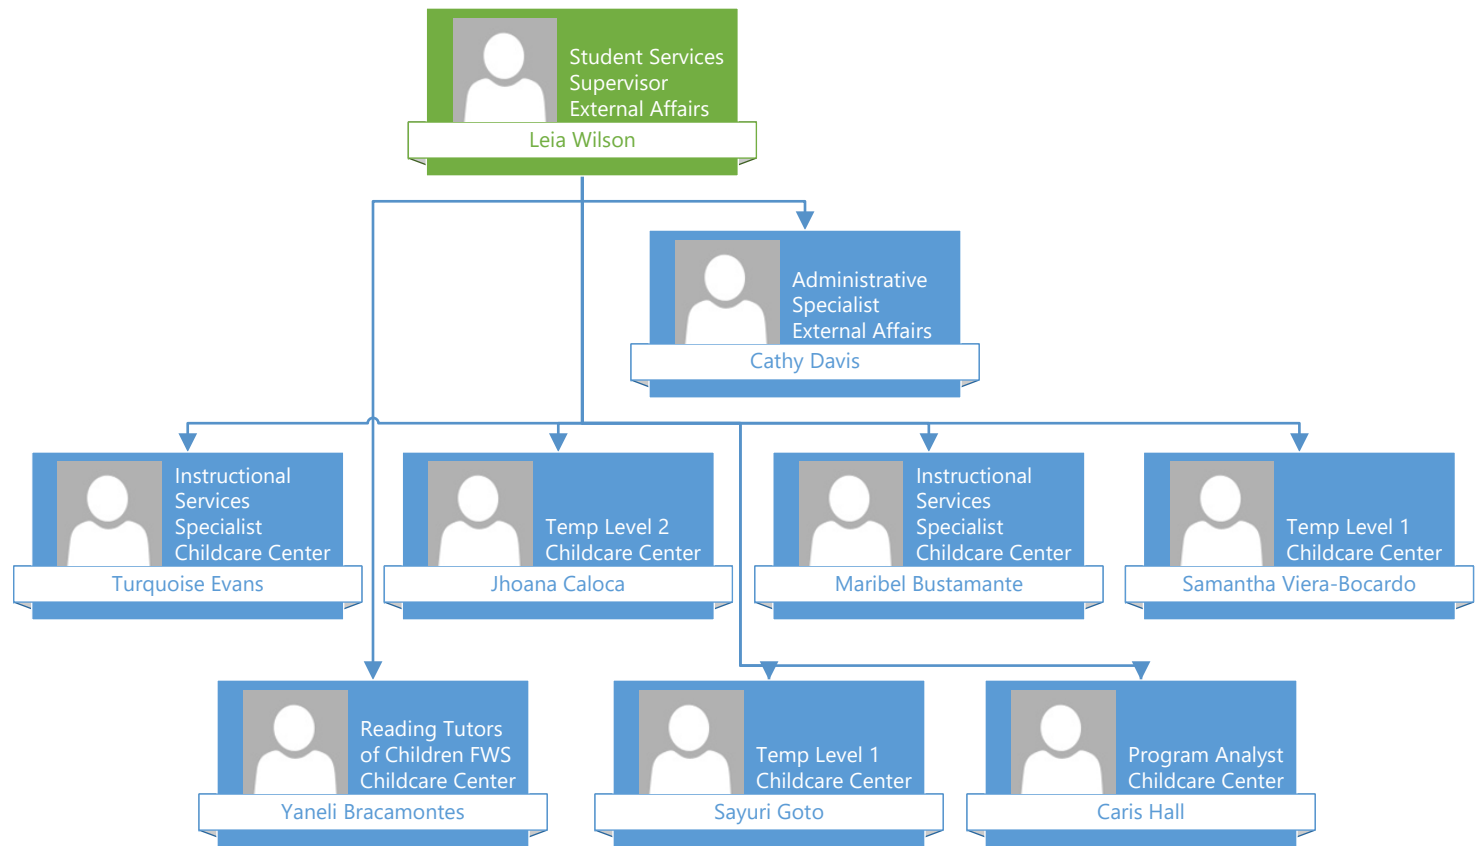 Student Services
Supervisor
External Affairs
Leia Wilson
Administrative
Specialist
External Affairs
Cathy Davis
Instructional
Services
Specialist
Childcare Center
Turquoise Evans
Temp Level 2
Childcare Center
Jhoana Caloca
Instructional
Services
Specialist
Childcare Center
Maribel Bustamante
Temp Level 1
Childcare Center
Samantha Viera-Bocardo
Reading Tutors
of Children FWS
Childcare Center
Yaneli Bracamontes
Temp Level 1
Childcare Center
Sayuri Goto
Program Analyst
Childcare Center
Caris Hall